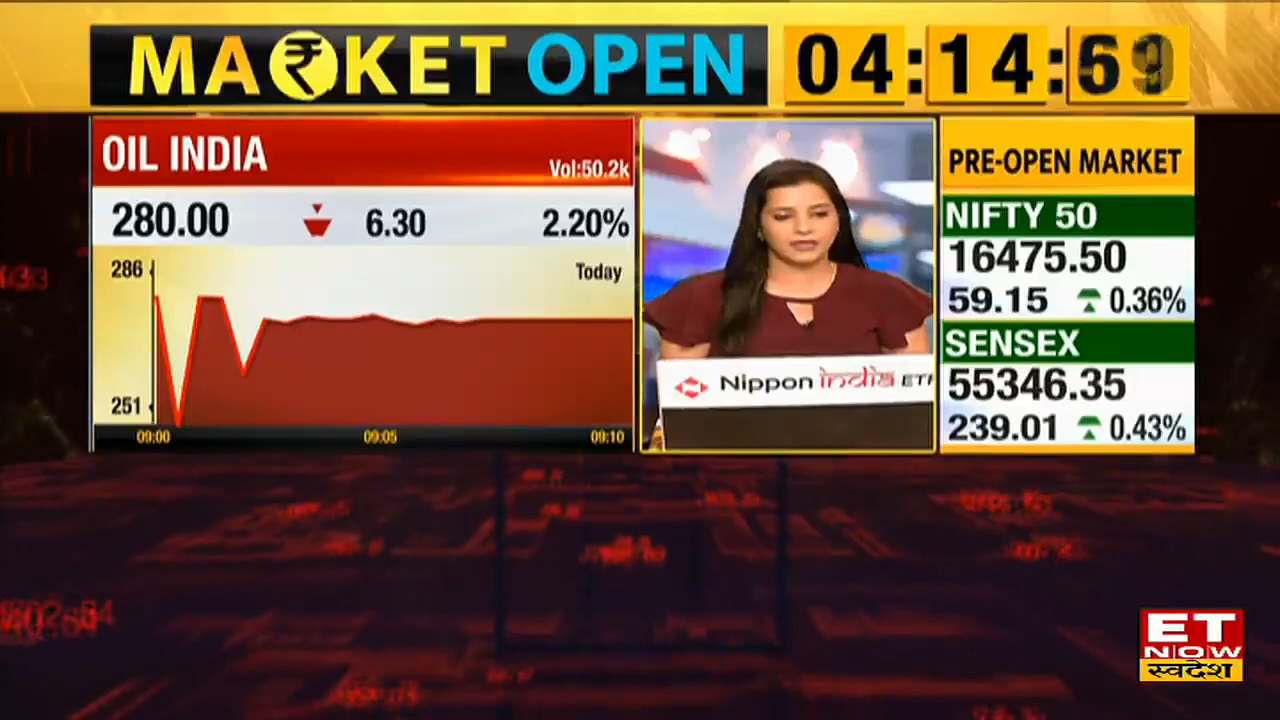 MA₹KET OPEN
04:14:59
OIL INDIA
Vol:50.2k
280.00 6.30 2.20%
286
Today
251
09:00 09:05 09:10
Nippon india ETF
PRE-OPEN MARKET
NIFTY 50
16475.50
59.15 0.36%
SENSEX
55346.35
239.01 0.43%
ET
NOW
स्वदेश